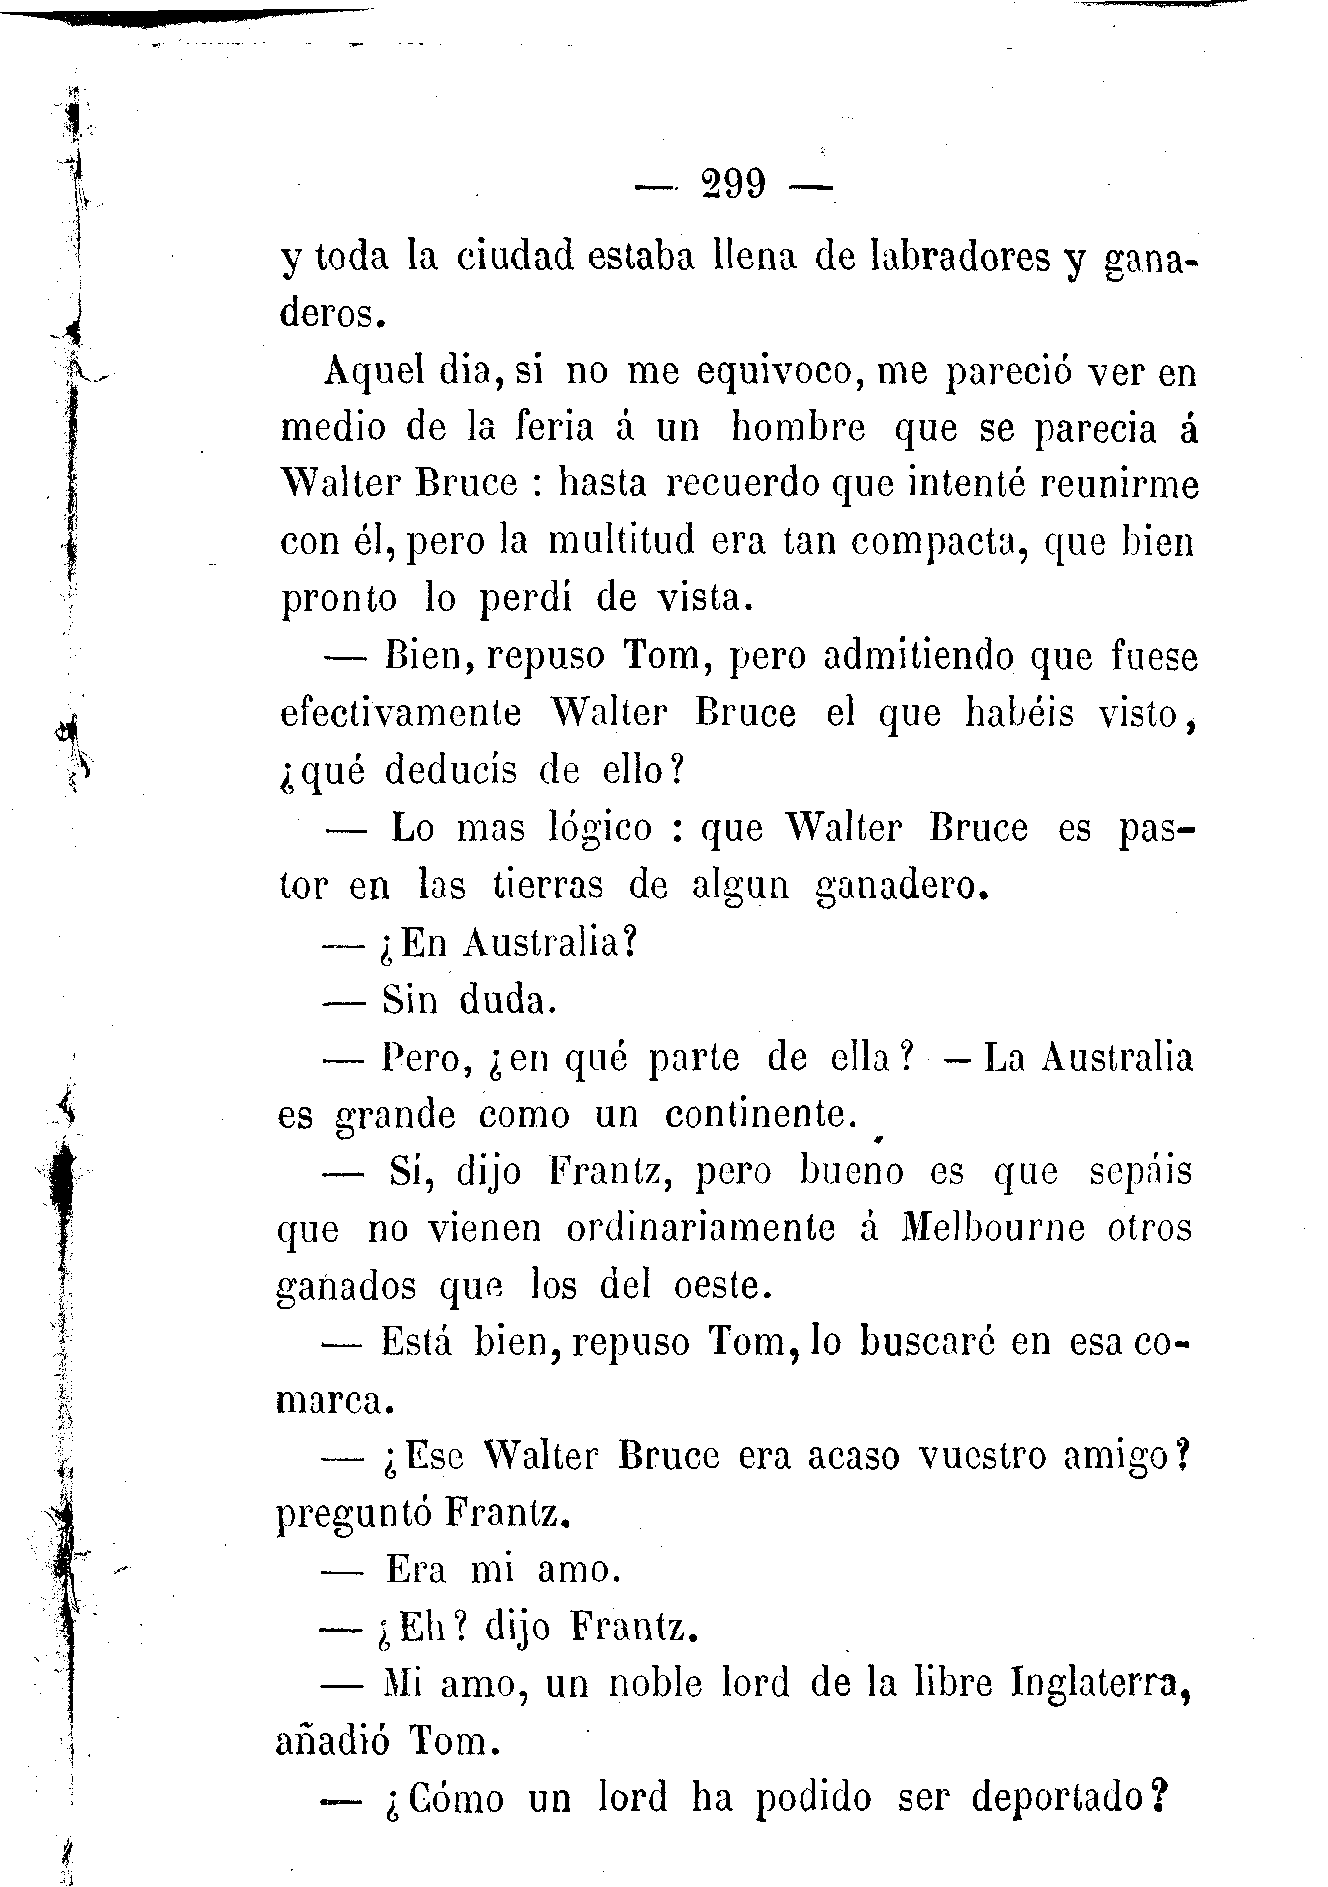 — 299 —
y toda la ciudad estaba llena de labradores y gana-
deros.
Aquel dia, si no me equivoco, me pareció ver en
medio de la feria á un hombre que se parecia á
Walter Bruce : hasta recuerdo que intenté reunirme
con él, pero la multitud era tan compacta, que bien
pronto lo perdí de vista.
— Bien, repuso Tom, pero admitiendo que fuese
efectivamente Walter Bruce el que habéis visto,
¿qué deducís de ello?
— Lo mas lógico : que Walter Bruce es pas-
tor en las tierras de algun ganadero.
— ¿En Australia?
— Sin duda.
— Pero, ¿en qué parte de ella? — La Australia
es grande como un continente.
— Sí, dijo Frantz, pero bueno es que sepáis
que no vienen ordinariamente á Melbourne otros
ganados que los del oeste.
— Está bien, repuso Tom, lo buscaré en esa co-
marca.
— ¿Ese Walter Bruce era acaso vuestro amigo?
preguntó Frantz.
— Era mi amo.
— ¿Eh? dijo Frantz.
— Mi amo, un noble lord de la libre Inglaterra,
añadió Tom.
— ¿Cómo un lord ha podido ser deportado?